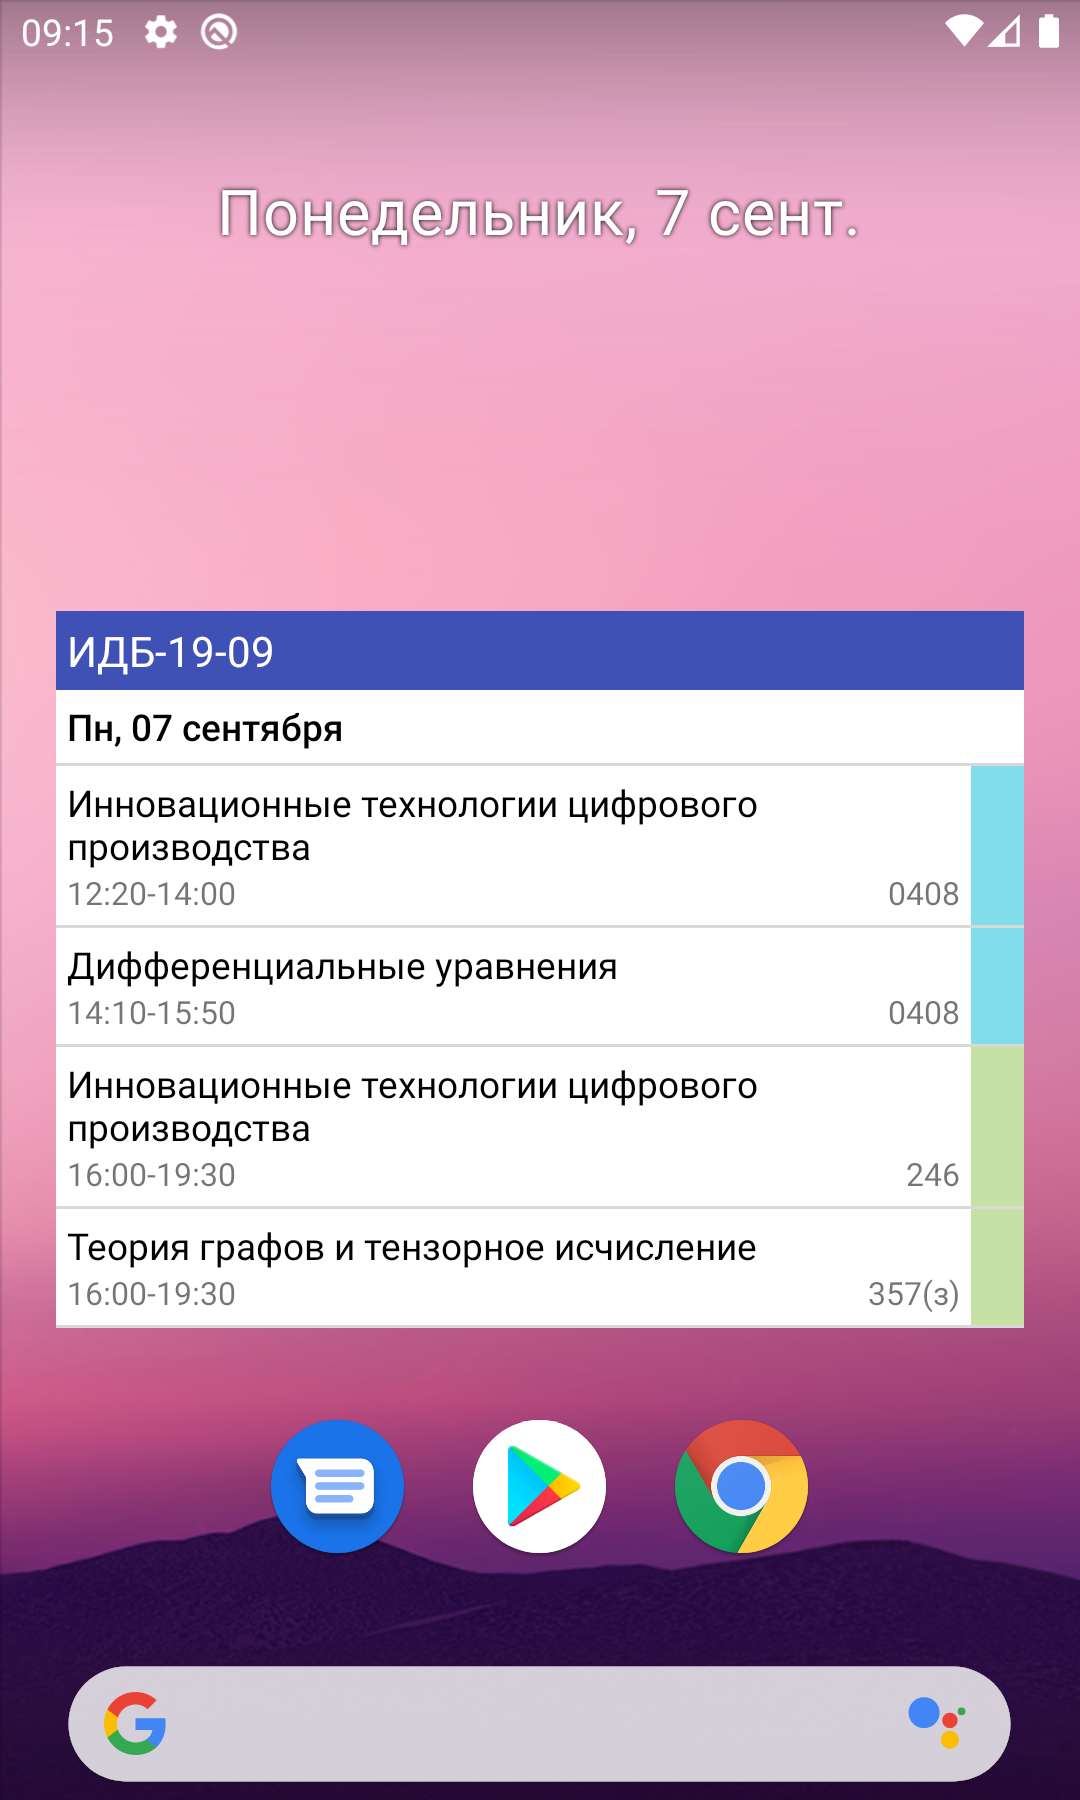 09:15
Понедельник, 7 сент.
ИДБ-19-09
Пн, 07 сентября
Инновационные технологии цифрового
производства
12:20-14:00 0408
Дифференциальные уравнения
14:10-15:50 0408
Инновационные технологии цифрового
производства
16:00-19:30 246
Теория графов и тензорное исчисление
16:00-19:30 357(з)